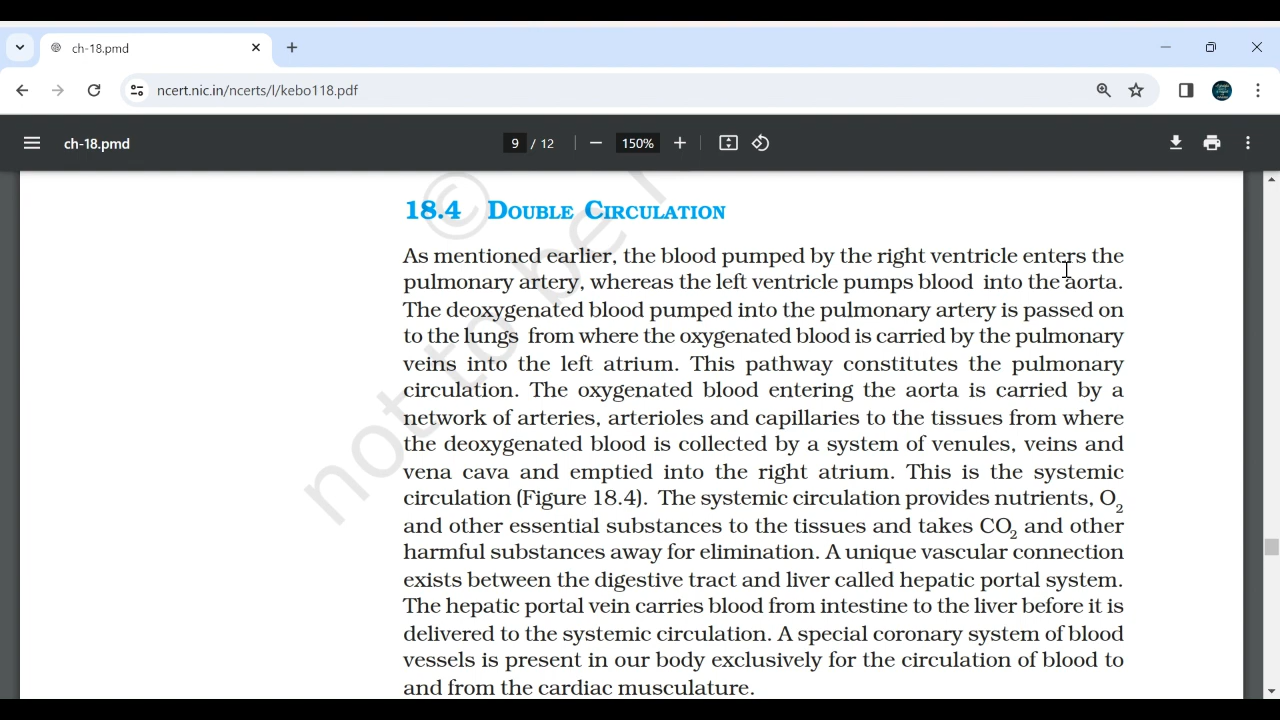 ch-18.pmd
ncert.nic.in/ncerts/l/kebo118.pdf
ch-18.pmd
9 / 12
150%
18.4 DOUBLE CIRCULATION
As mentioned earlier, the blood pumped by the right ventricle enters the
pulmonary artery, whereas the left ventricle pumps blood into the aorta.
The deoxygenated blood pumped into the pulmonary artery is passed on
to the lungs from where the oxygenated blood is carried by the pulmonary
veins into the left atrium. This pathway constitutes the pulmonary
circulation. The oxygenated blood entering the aorta is carried by a
network of arteries, arterioles and capillaries to the tissues from where
the deoxygenated blood is collected by a system of venules, veins and
vena cava and emptied into the right atrium. This is the systemic
circulation (Figure 18.4). The systemic circulation provides nutrients, O₂
and other essential substances to the tissues and takes CO₂ and other
harmful substances away for elimination. A unique vascular connection
exists between the digestive tract and liver called hepatic portal system.
The hepatic portal vein carries blood from intestine to the liver before it is
delivered to the systemic circulation. A special coronary system of blood
vessels is present in our body exclusively for the circulation of blood to
and from the cardiac musculature.
©
not to be r